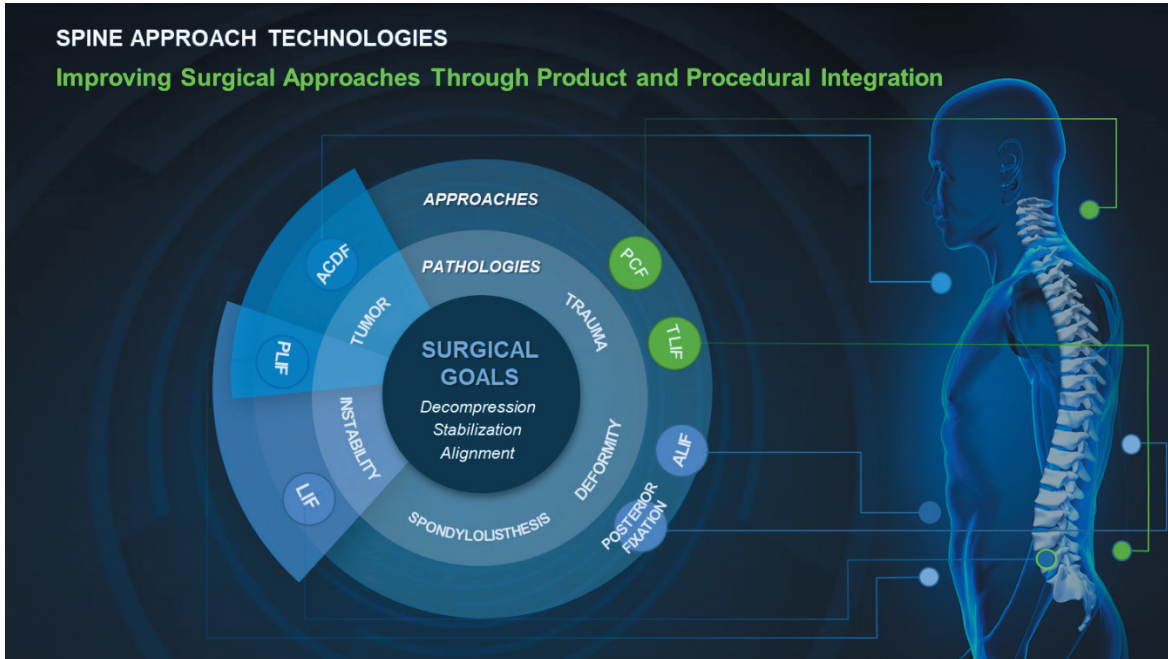 SPINE APPROACH TECHNOLOGIES
Improving Surgical Approaches Through Product and Procedural Integration
APPROACHES
PATHOLOGIES
ACDF
PLIF
LIF
PCF
TLIF
ALIF
POSTERIOR
FIXATION
TUMOR
TRAUMA
INSTABILITY
DEFORMITY
SPONDYLOLISTHESIS
SURGICAL
GOALS
Decompression
Stabilization
Alignment